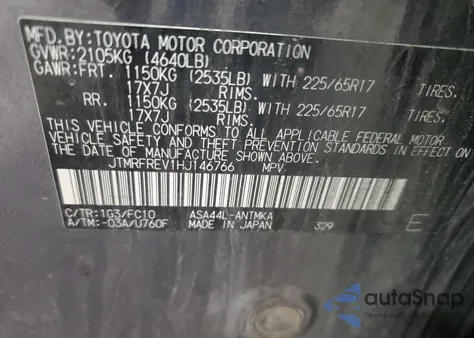 MFD.BY:TOYOTA MOTOR CORPORATION
GVWR:2105KG (4640LB)
GAWR:FRT. 1150KG (2535LB) WITH 225/65R17 TIRES.
17X7J RIMS.
RR. 1150KG (2535LB) WITH 225/65R17 TIRES.
17X7J RIMS.
THIS VEHICLE CONFORMS TO ALL APPLICABLE FEDERAL MOTOR
VEHICLE SAFETY, BUMPER, AND THEFT PREVENTION STANDARDS IN EFFECT ON
THE DATE OF MANUFACTURE SHOWN ABOVE.
JTMRFREV1HJ146766 MPV
C/TR:1G3/FC10 ASA44L-ANTMKA
A/TM:-03A/U760F MADE IN JAPAN 329 E
autoSnap